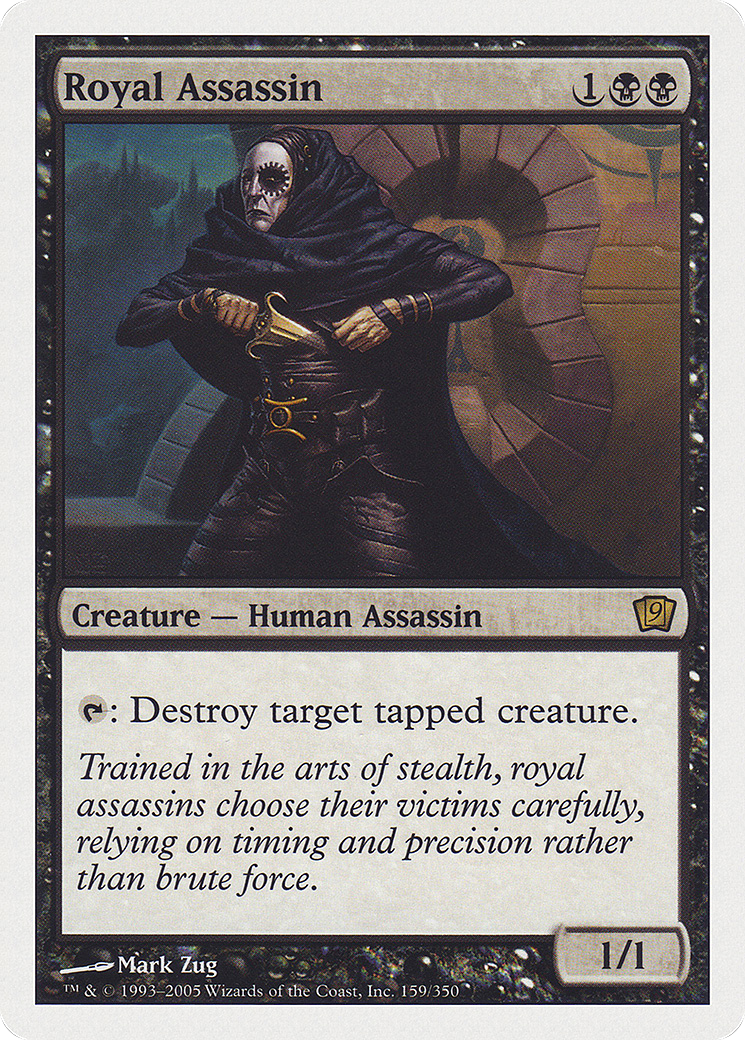 Royal Assassin 1
Creature — Human Assassin 9
: Destroy target tapped creature.
Trained in the arts of stealth, royal
assassins choose their victims carefully,
relying on timing and precision rather
than brute force.
1/1
Mark Zug
™ & © 1993–2005 Wizards of the Coast, Inc. 159/350